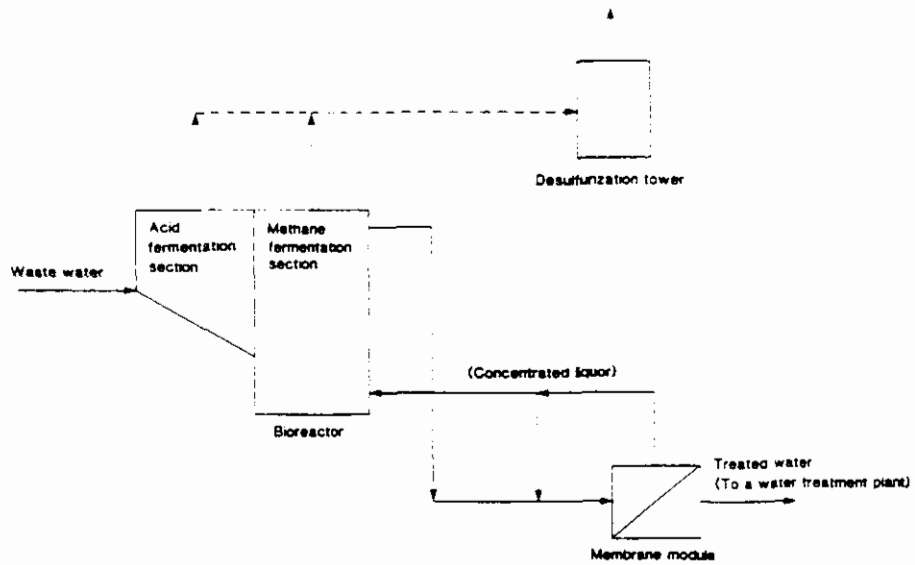 Desulfunzation tower
Acid
fermentation
section
Methane
fermentation
section
Waste water
(Concentrated liquor)
Bioreactor
Treated water
(To a water treatment plant)
Membrane module